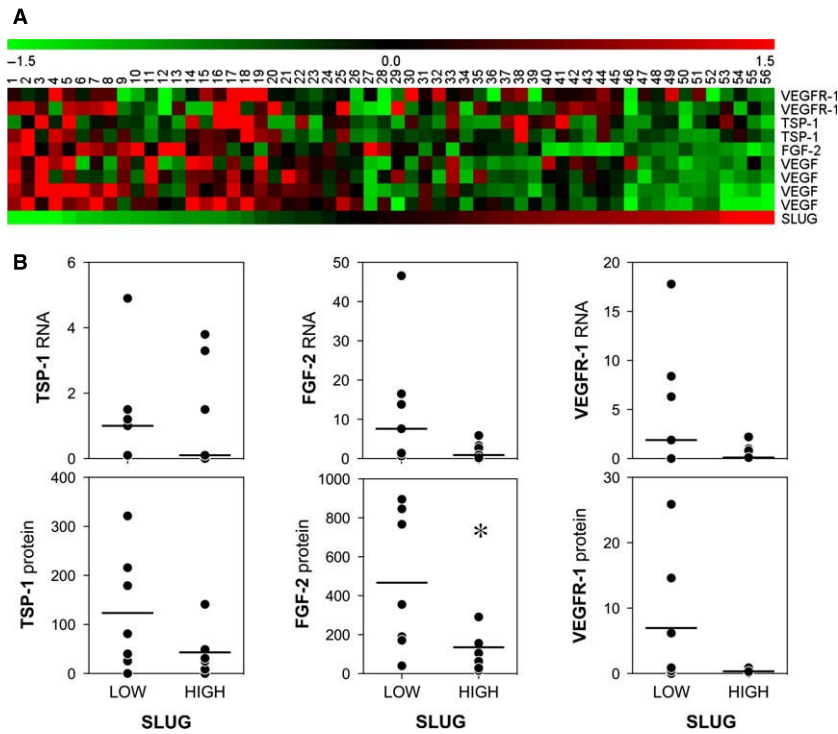 A
−1.5 0.0 1.5
1 2 3 4 5 6 7 8 9 10 11 12 13 14 15 16 17 18 19 20 21 22 23 24 25 26 27 28 29 30 31 32 33 34 35 36 37 38 39 40 41 42 43 44 45 46 47 48 49 50 51 52 53 54 55 56
VEGFR-1
VEGFR-1
TSP-1
TSP-1
FGF-2
VEGF
VEGF
VEGF
VEGF
SLUG
B
TSP-1 RNA
6
4
2
0
FGF-2 RNA
50
40
30
20
10
0
VEGFR-1 RNA
20
15
10
5
0
TSP-1 protein
400
300
200
100
0
LOW HIGH
SLUG
FGF-2 protein
1000
800
600
400
200
0
*
LOW HIGH
SLUG
VEGFR-1 protein
30
20
10
0
LOW HIGH
SLUG